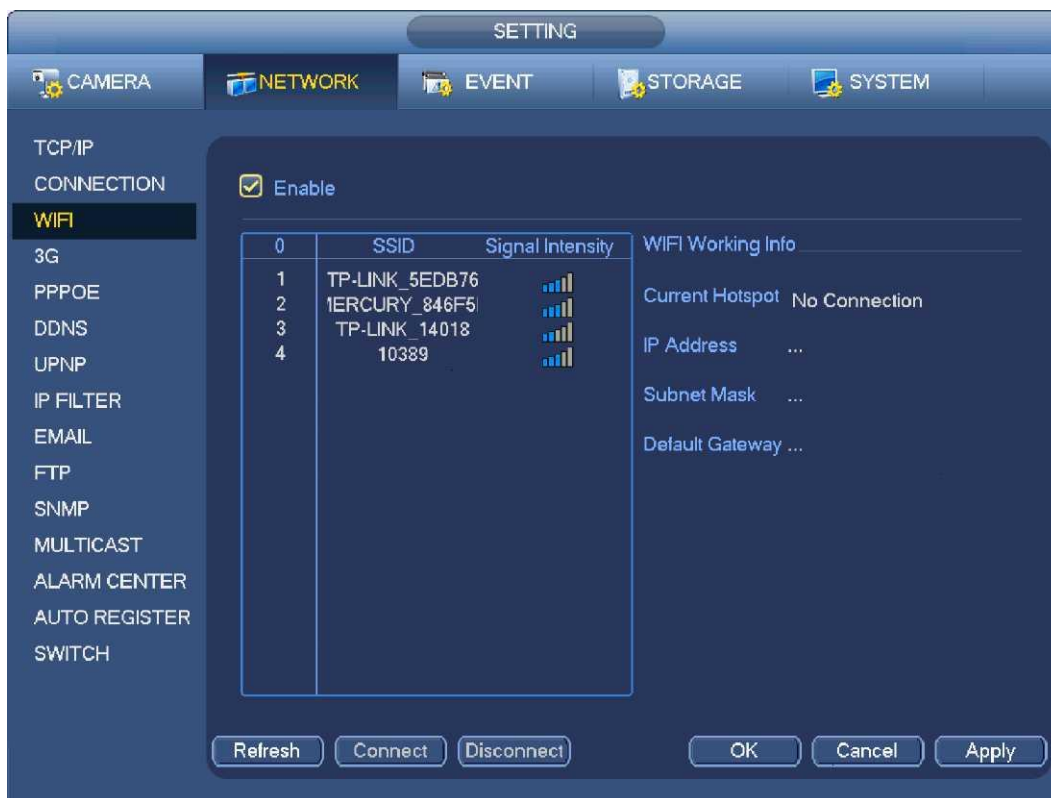 SETTING
CAMERA NETWORK EVENT STORAGE SYSTEM
TCP/IP
CONNECTION
WIFI
3G
PPPOE
DDNS
UPNP
IP FILTER
EMAIL
FTP
SNMP
MULTICAST
ALARM CENTER
AUTO REGISTER
SWITCH
Enable
0 SSID Signal Intensity
1 TP-LINK_5EDB76
2 MERCURY_846F5
3 TP-LINK_14018
4 10389
WIFI Working Info
Current Hotspot No Connection
IP Address ...
Subnet Mask ...
Default Gateway ...
Refresh Connect Disconnect OK Cancel Apply